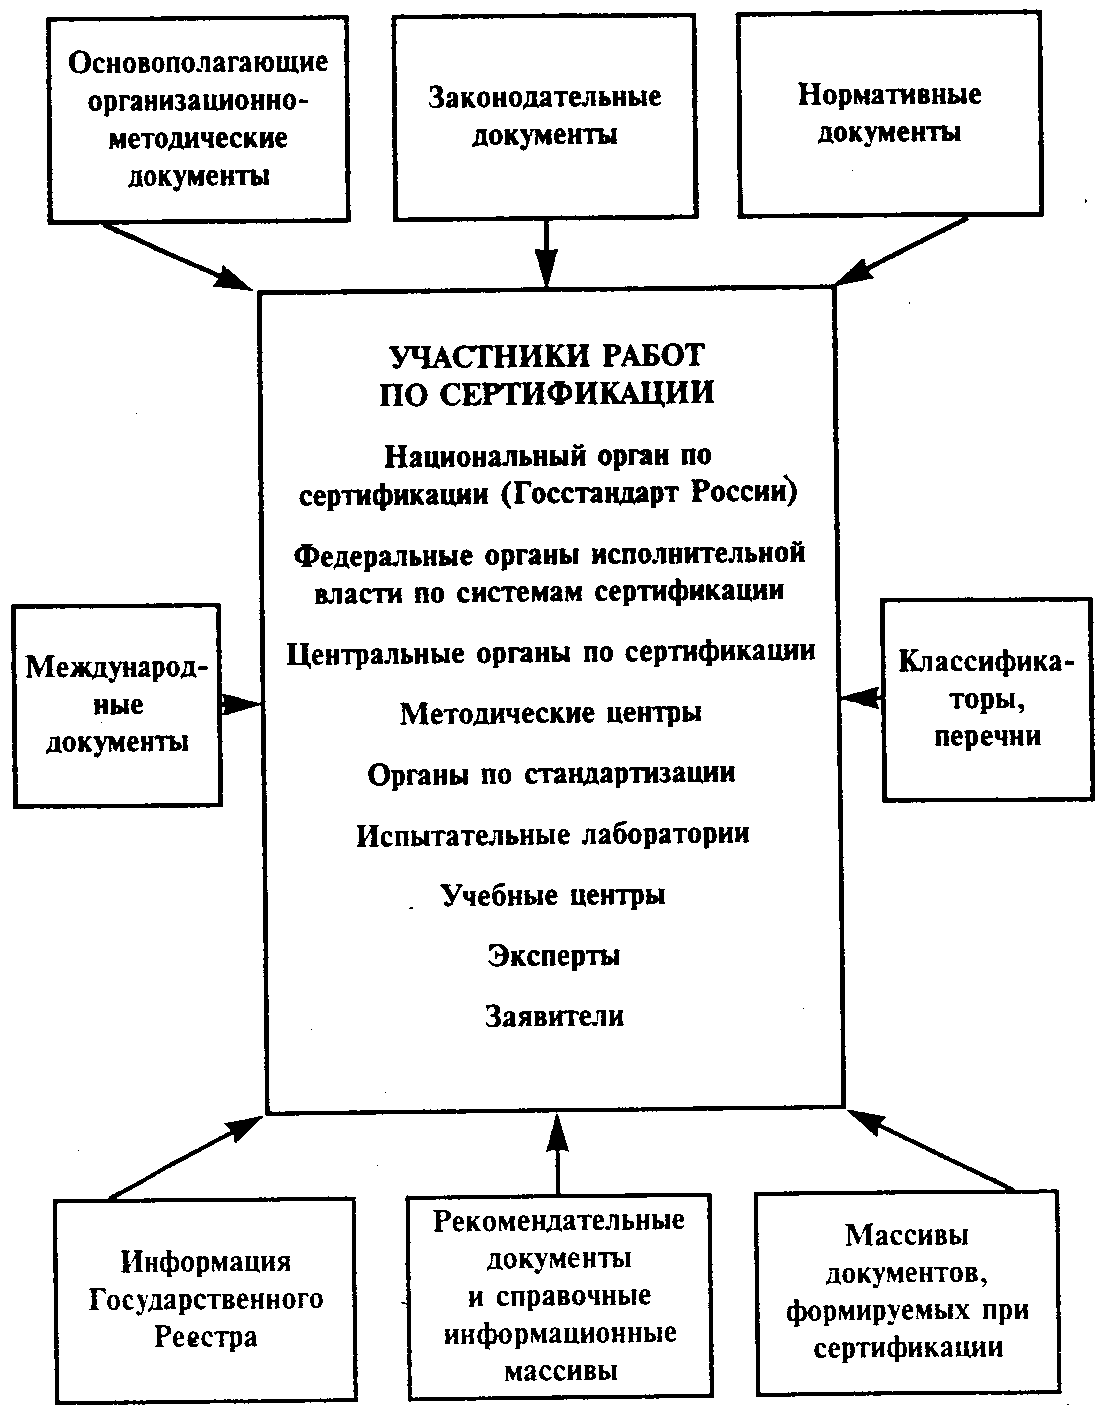 Основополагающие
организационно-
методические
документы
Законодательные
документы
Нормативные
документы
УЧАСТНИКИ РАБОТ
ПО СЕРТИФИКАЦИИ
Национальный орган по
сертификации (Госстандарт России)
Федеральные органы исполнительной
власти по системам сертификации
Центральные органы по сертификации
Методические центры
Органы по стандартизации
Испытательные лаборатории
Учебные центры
Эксперты
Заявители
Международ-
ные
документы
Классифика-
торы,
перечни
Информация
Государственного
Реестра
Рекомендательные
документы
и справочные
информационные
массивы
Массивы
документов,
формируемых при
сертификации